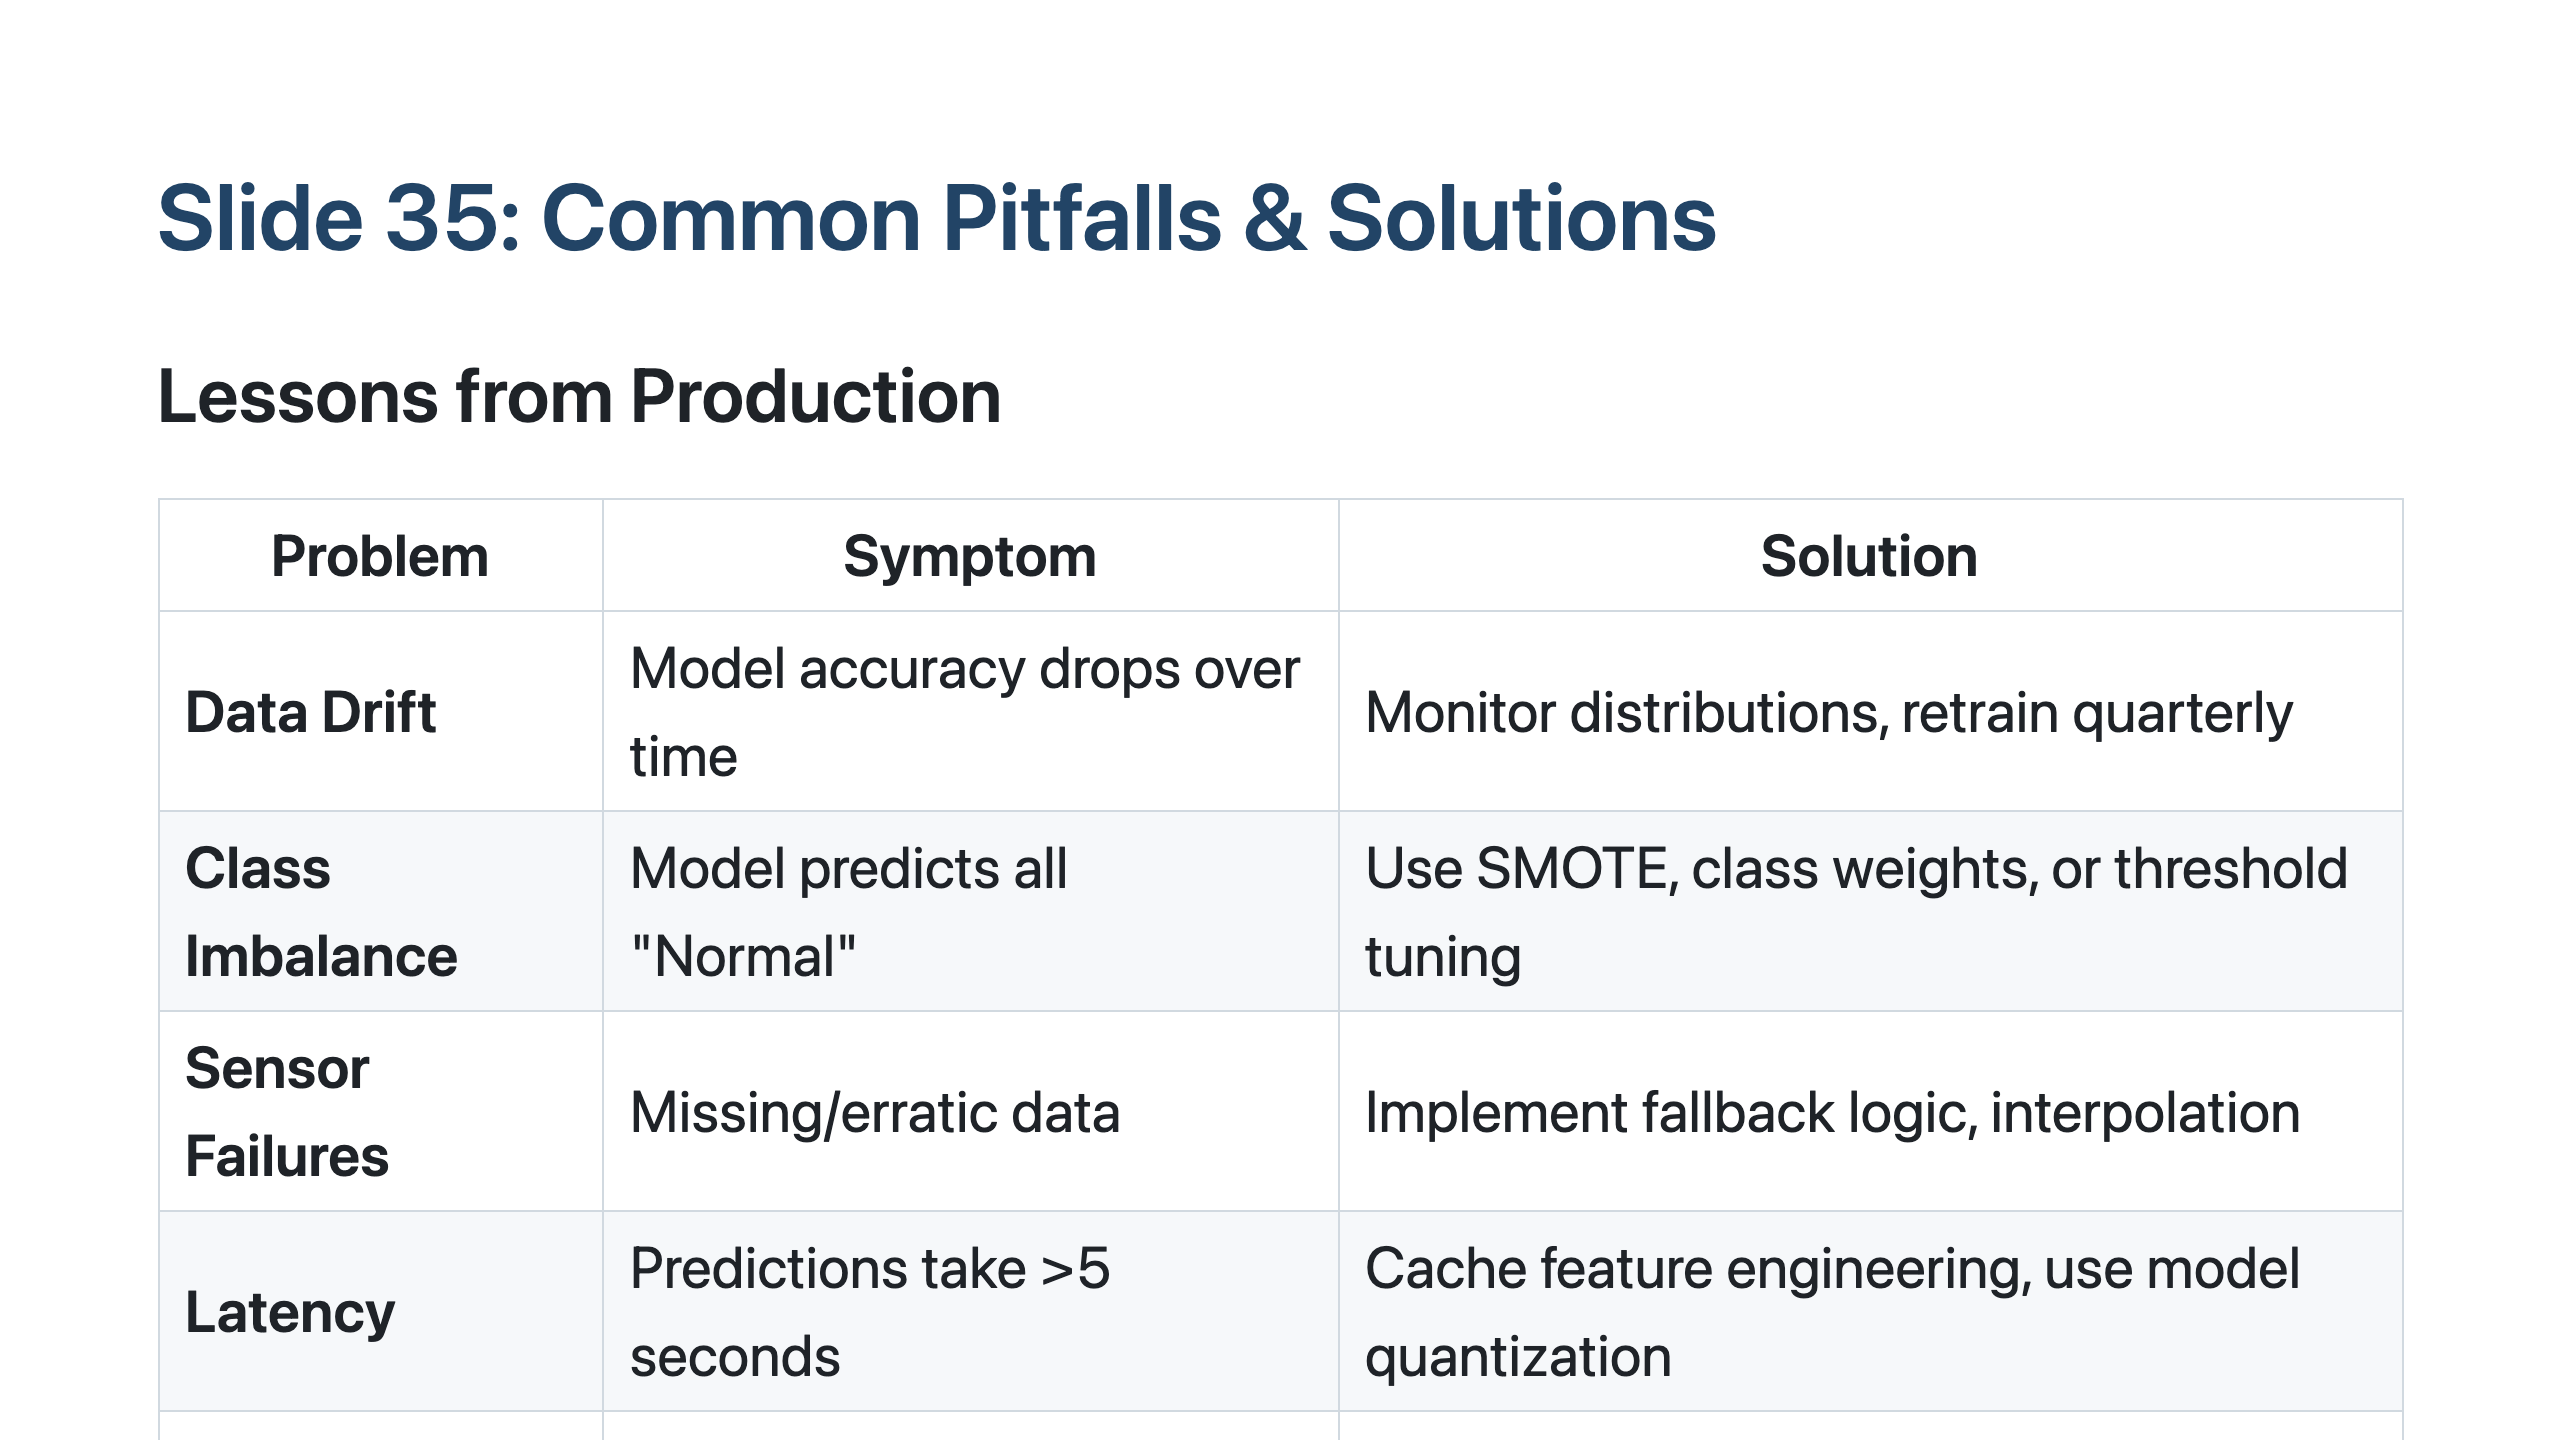 Slide 35: Common Pitfalls & Solutions
Lessons from Production
Problem
Symptom
Solution
Data Drift
Model accuracy drops over
time
Monitor distributions, retrain quarterly
Class
Imbalance
Model predicts all
"Normal"
Use SMOTE, class weights, or threshold
tuning
Sensor
Failures
Missing/erratic data
Implement fallback logic, interpolation
Latency
Predictions take >5
seconds
Cache feature engineering, use model
quantization